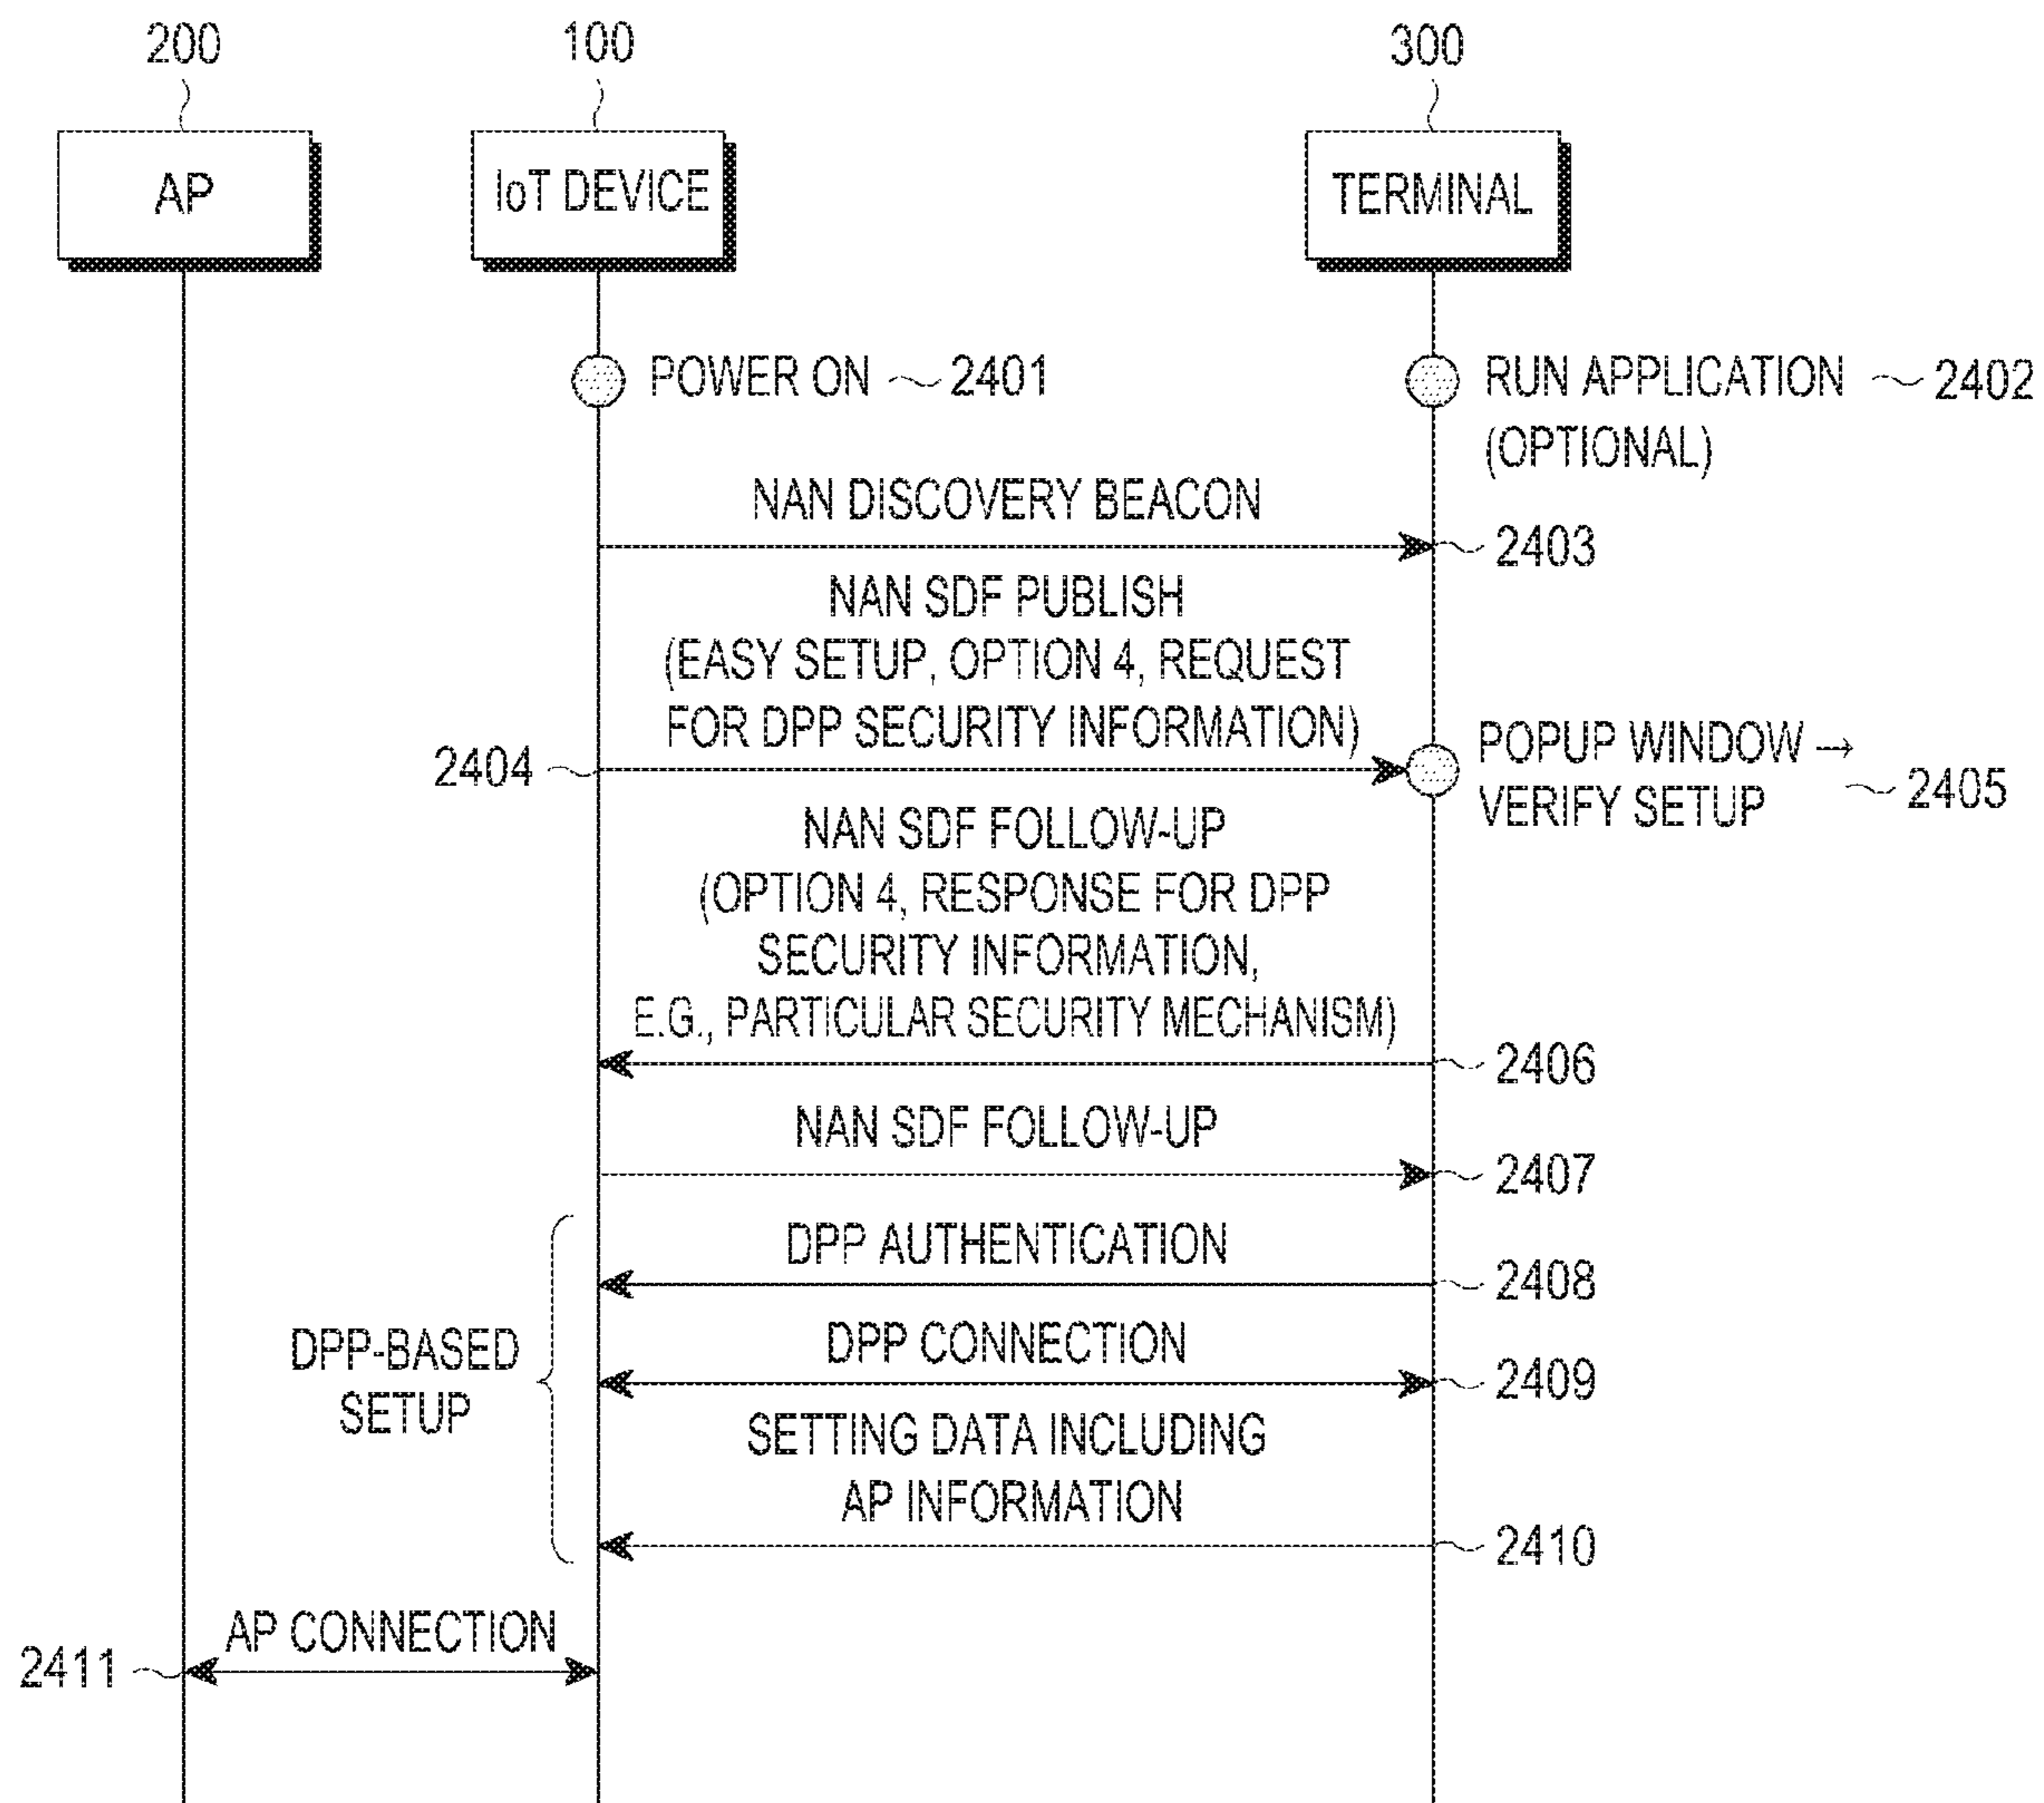 200
100
300
AP
IoT DEVICE
TERMINAL
POWER ON
2401
RUN APPLICATION
2402
(OPTIONAL)
NAN DISCOVERY BEACON
2403
NAN SDF PUBLISH
(EASY SETUP, OPTION 4, REQUEST
FOR DPP SECURITY INFORMATION)
2404
POPUP WINDOW →
VERIFY SETUP
2405
NAN SDF FOLLOW-UP
(OPTION 4, RESPONSE FOR DPP
SECURITY INFORMATION,
E.G., PARTICULAR SECURITY MECHANISM)
2406
NAN SDF FOLLOW-UP
2407
DPP AUTHENTICATION
2408
DPP-BASED
SETUP
DPP CONNECTION
2409
SETTING DATA INCLUDING
AP INFORMATION
2410
AP CONNECTION
2411